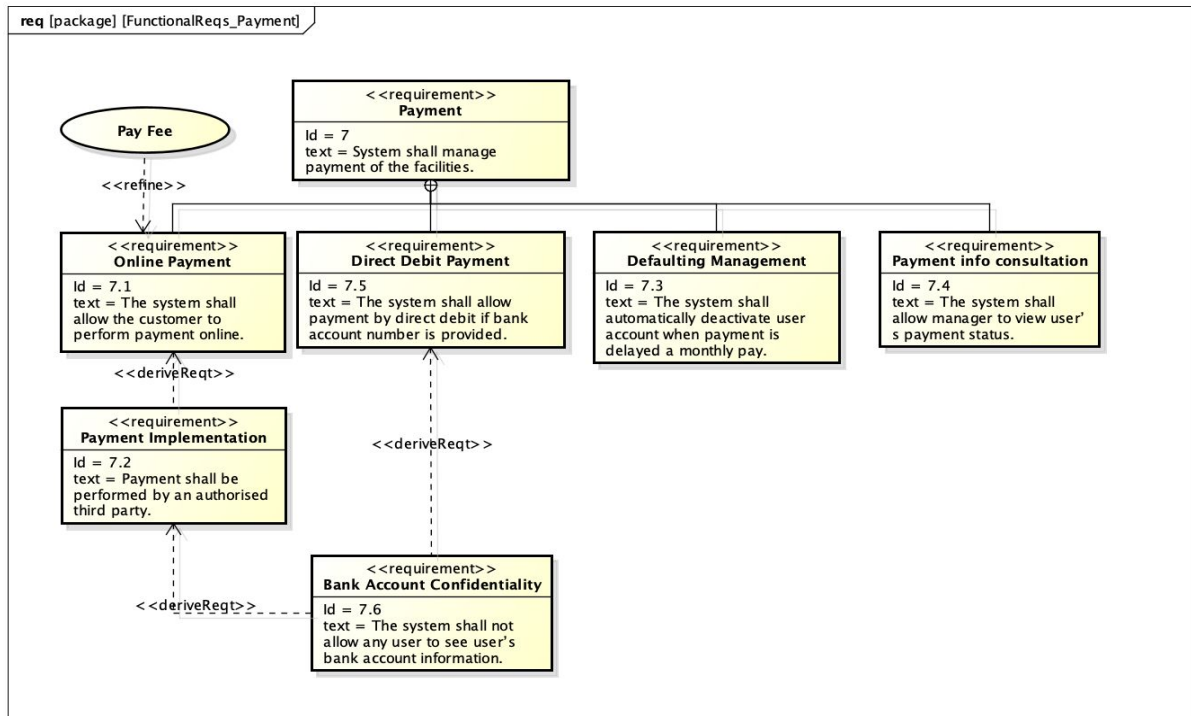 req [package] [FunctionalReqs_Payment]
<<requirement>>
Payment
Id = 7
text = System shall manage
payment of the facilities.
Pay Fee
<<refine>>
<<requirement>>
Online Payment
Id = 7.1
text = The system shall
allow the customer to
perform payment online.
<<requirement>>
Direct Debit Payment
Id = 7.5
text = The system shall allow
payment by direct debit if bank
account number is provided.
<<requirement>>
Defaulting Management
Id = 7.3
text = The system shall
automatically deactivate user
account when payment is
delayed a monthly pay.
<<requirement>>
Payment info consultation
Id = 7.4
text = The system shall
allow manager to view user'
s payment status.
<<deriveReqt>>
<<requirement>>
Payment Implementation
Id = 7.2
text = Payment shall be
performed by an authorised
third party.
<<deriveReqt>>
<<deriveReqt>>
<<requirement>>
Bank Account Confidentiality
Id = 7.6
text = The system shall not
allow any user to see user's
bank account information.